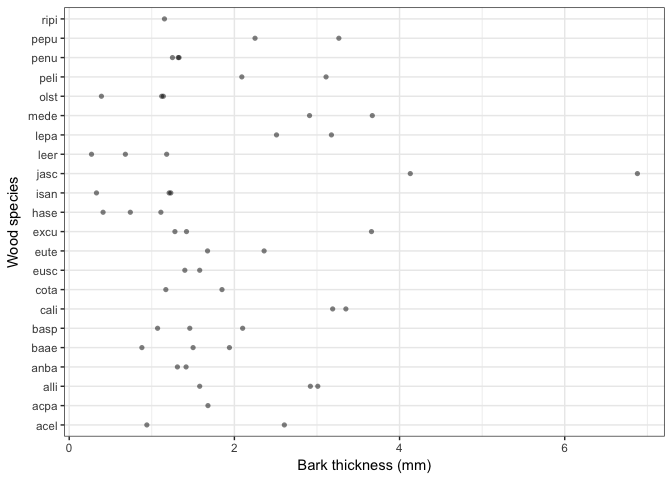 ripi
pepu
penu
peli
olst
mede
lepa
leer
jasc
isan
hase
excu
eute
eusc
cota
cali
basp
baae
anba
alli
acpa
acel
Wood species
0 2 4 6
Bark thickness (mm)